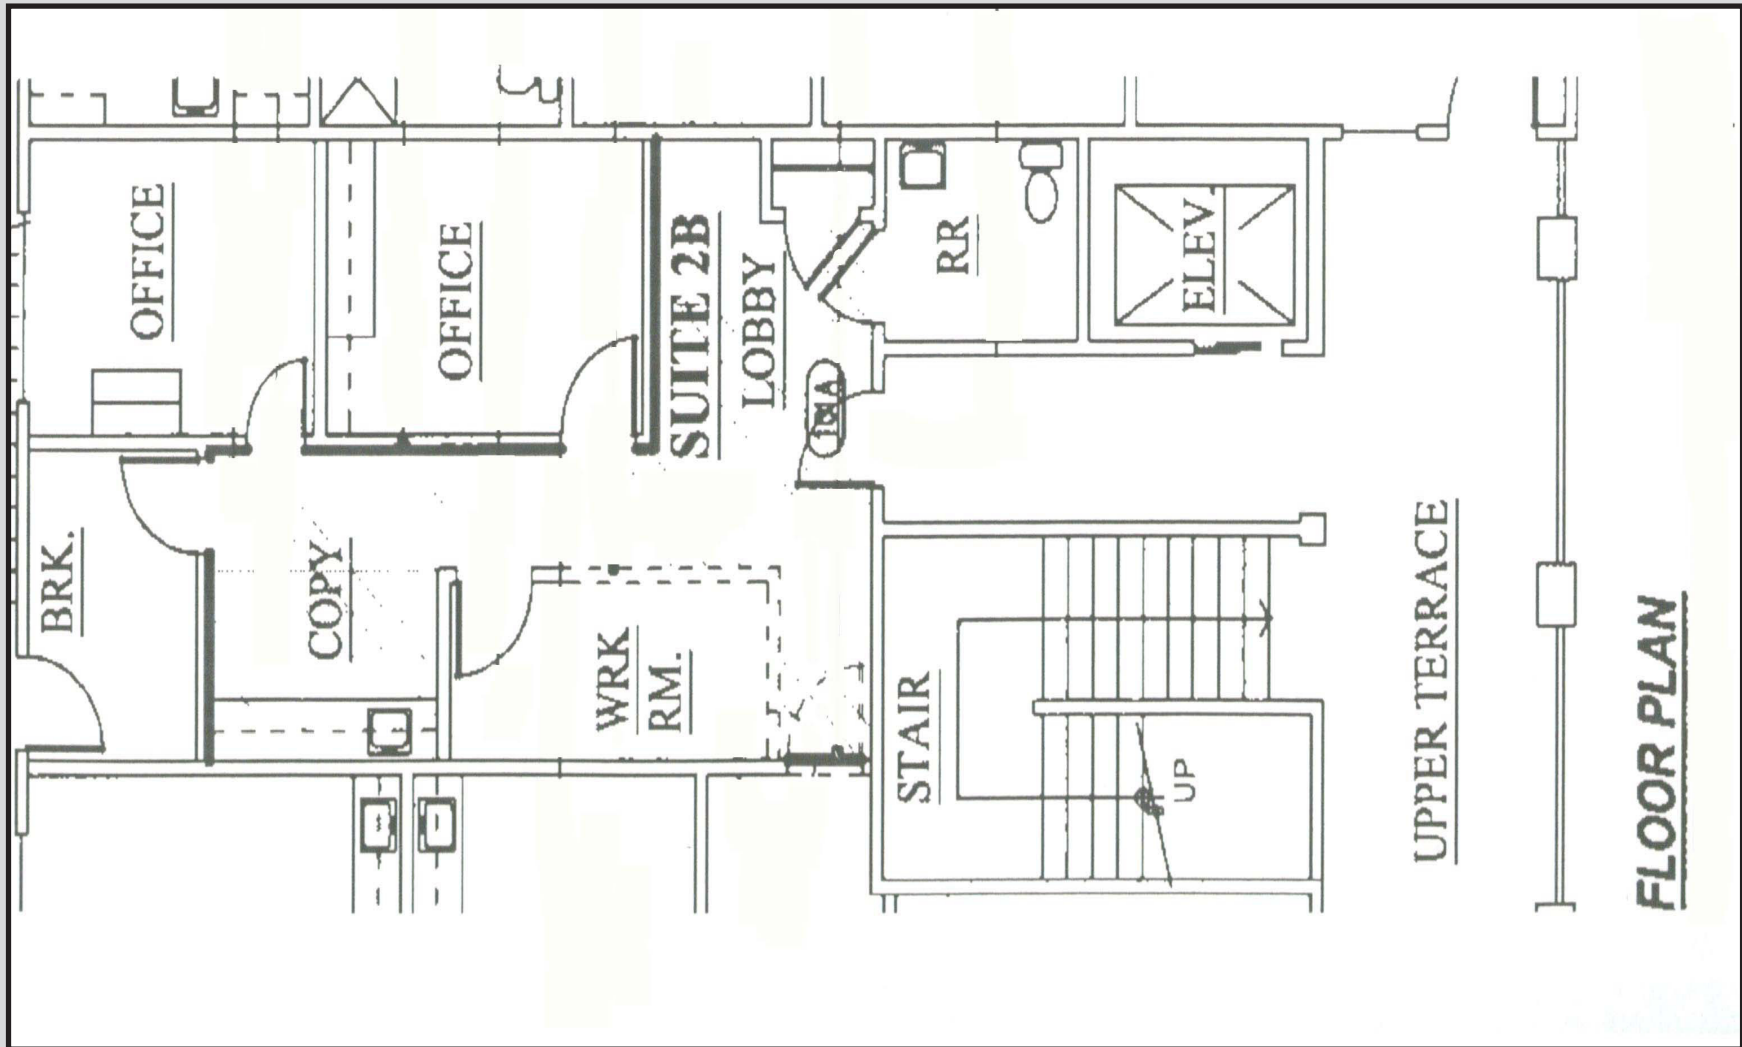 OFFICE
OFFICE
SUITE 2B
LOBBY
RR
ELEV.
BRK.
COPY
WRK
RM.
STAIR
UP
UPPER TERRACE
FLOOR PLAN